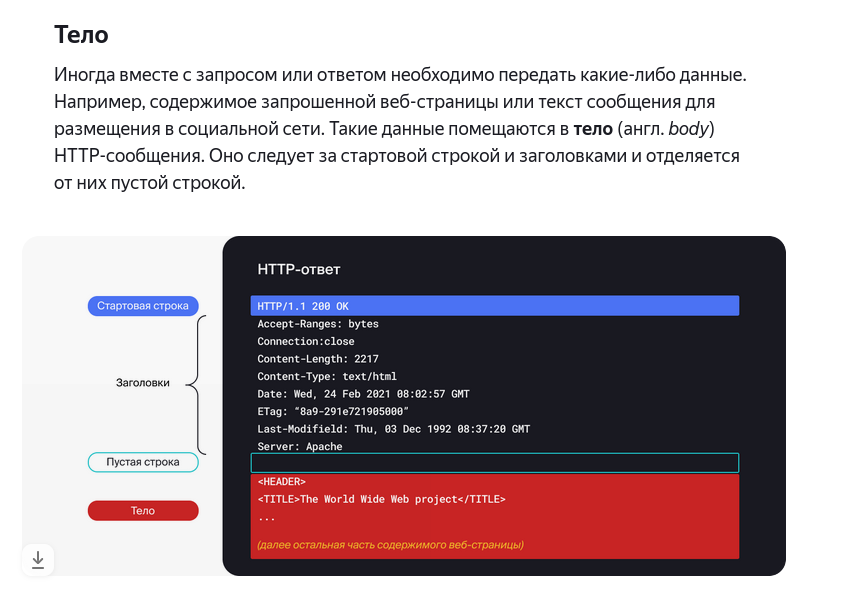 Тело
Иногда вместе с запросом или ответом необходимо передать какие-либо данные.
Например, содержимое запрошенной веб-страницы или текст сообщения для
размещения в социальной сети. Такие данные помещаются в тело (англ. body)
HTTP-сообщения. Оно следует за стартовой строкой и заголовками и отделяется
от них пустой строкой.
HTTP-ответ
Стартовая строка
HTTP/1.1 200 OK
Accept-Ranges: bytes
Connection:close
Content-Length: 2217
Content-Type: text/html
Заголовки
Date: Wed, 24 Feb 2021 08:02:57 GMT
ETag: “8a9-291e721905000”
Last-Modifield: Thu, 03 Dec 1992 08:37:20 GMT
Server: Apache
Пустая строка
<HEADER>
<TITLE>The World Wide Web project</TITLE>
Тело
...
(далее остальная часть содержимого веб-страницы)